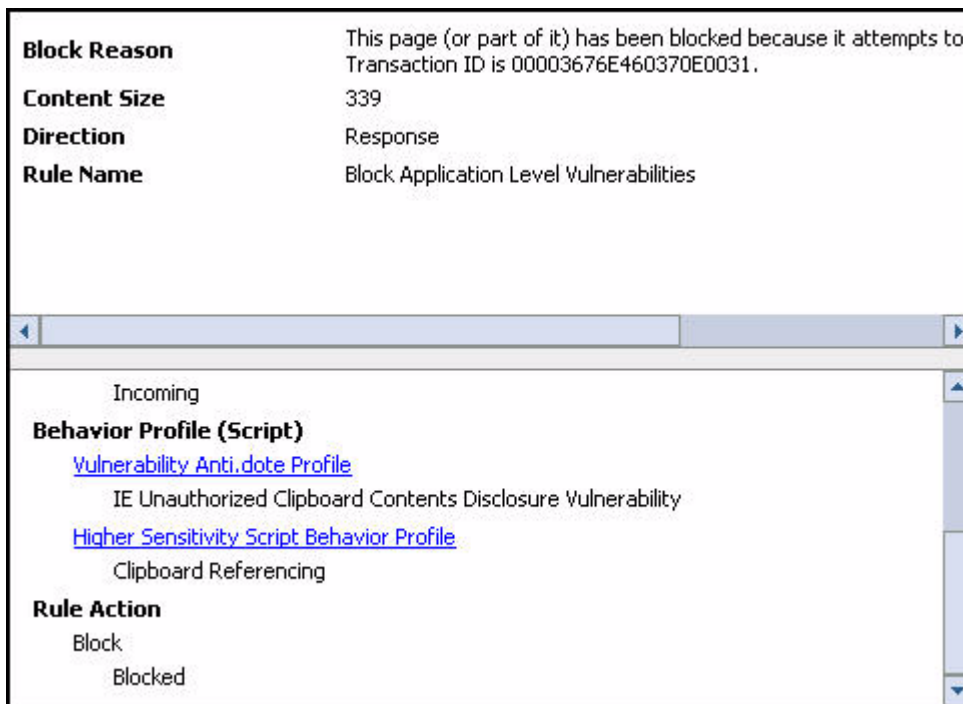 Block Reason This page (or part of it) has been blocked because it attempts to
Transaction ID is 00003676E460370E0031.
Content Size 339
Direction Response
Rule Name Block Application Level Vulnerabilities
Incoming
Behavior Profile (Script)
Vulnerability Anti.dote Profile
IE Unauthorized Clipboard Contents Disclosure Vulnerability
Higher Sensitivity Script Behavior Profile
Clipboard Referencing
Rule Action
Block
Blocked